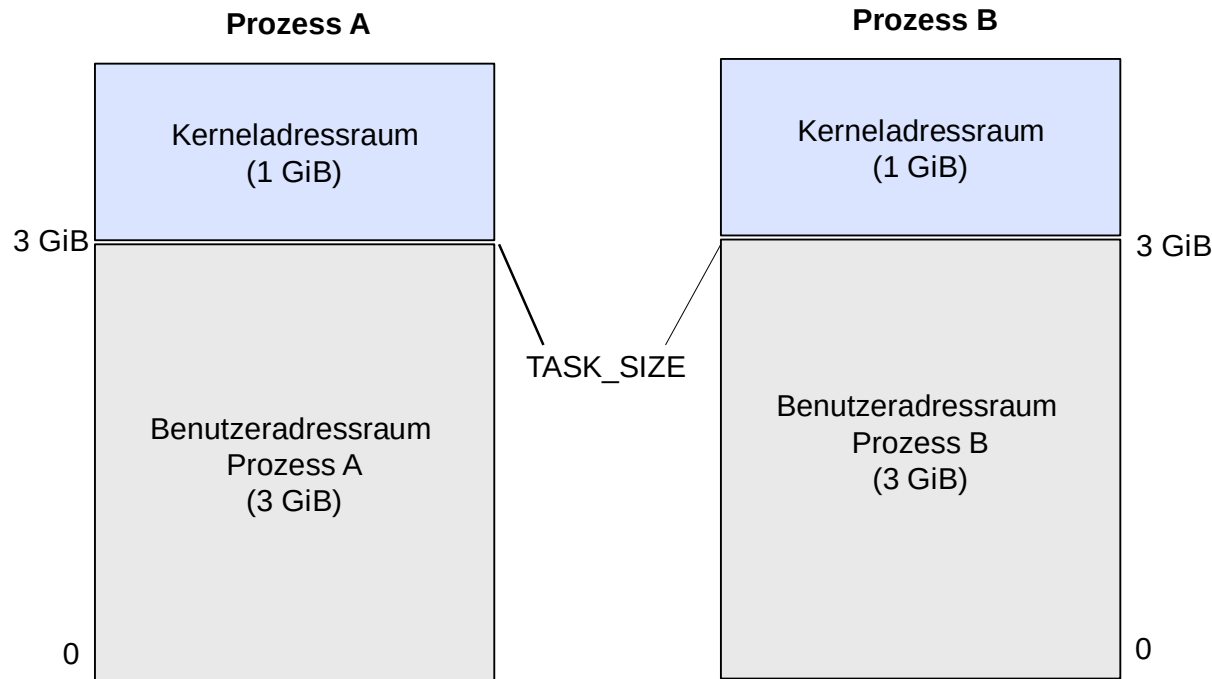 Prozess A
Prozess B
Kerneladressraum
(1 GiB)
Kerneladressraum
(1 GiB)
3 GiB
3 GiB
TASK_SIZE
Benutzeradressraum
Prozess A
(3 GiB)
Benutzeradressraum
Prozess B
(3 GiB)
0
0